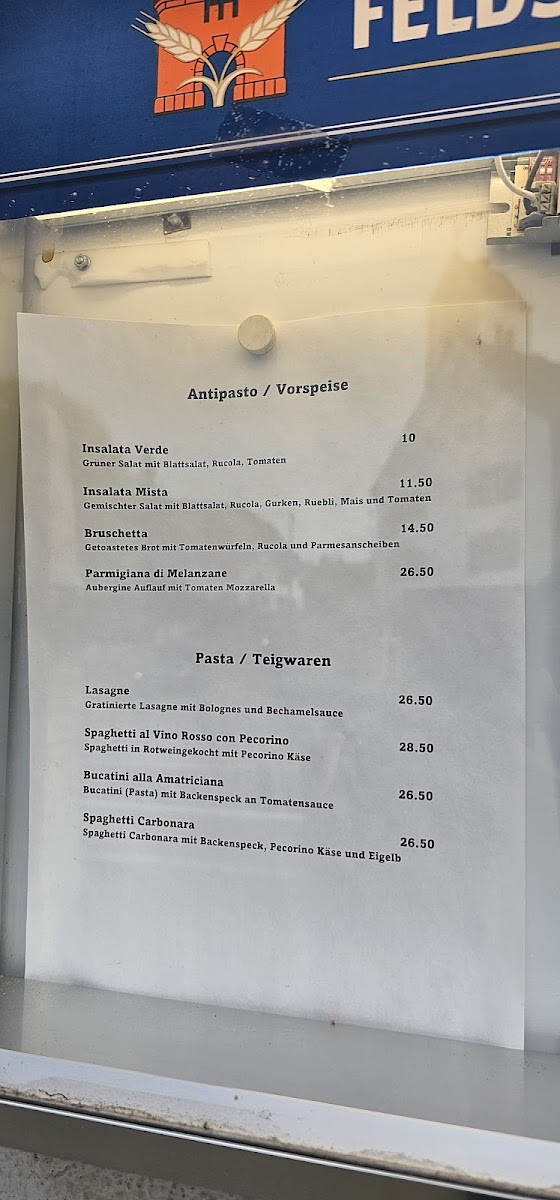 Antipasto / Vorspeise
Insalata Verde 10
Grüner Salat mit Blattsalat, Rucola, Tomaten
Insalata Mista 11.50
Gemischter Salat mit Blattsalat, Rucola, Gurken, Ruebli, Mais und Tomaten
Bruschetta 14.50
Getoastetes Brot mit Tomatenwürfeln, Rucola und Parmesanscheiben
Parmigiana di Melanzane 26.50
Aubergine Auflauf mit Tomaten Mozzarella
Pasta / Teigwaren
Lasagne 26.50
Gratinierte Lasagne mit Bolognes und Bechamelsauce
Spaghetti al Vino Rosso con Pecorino 28.50
Spaghetti in Rotweingekocht mit Pecorino Käse
Bucatini alla Amatriciana 26.50
Bucatini (Pasta) mit Backenspeck an Tomatensauce
Spaghetti Carbonara 26.50
Spaghetti Carbonara mit Backenspeck, Pecorino Käse und Eigelb